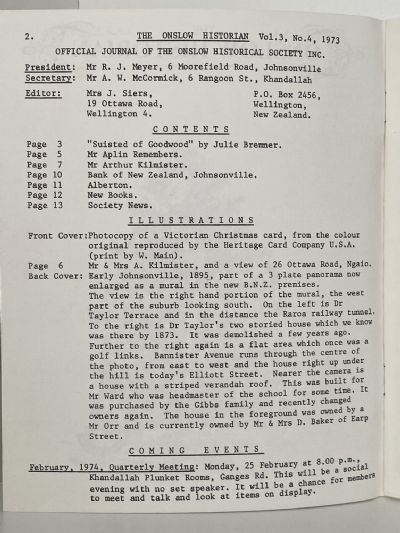 2. THE ONSLOW HISTORIAN Vol.3, No.4, 1973
OFFICIAL JOURNAL OF THE ONSLOW HISTORICAL SOCIETY INC.
President: Mr R. J. Meyer, 6 Moorefield Road, Johnsonville
Secretary: Mr A. W. McCormick, 6 Rangoon St., Khandallah
Editor: Mrs J. Siers, P.O. Box 2456,
19 Ottawa Road, Wellington,
Wellington 4. New Zealand.
CONTENTS
Page 3 "Suisted of Goodwood" by Julie Bremner.
Page 5 Mr Aplin Remembers.
Page 7 Mr Arthur Kilmister.
Page 10 Bank of New Zealand, Johnsonville.
Page 11 Alberton.
Page 12 New Books.
Page 13 Society News.
ILLUSTRATIONS
Front Cover:Photocopy of a Victorian Christmas card, from the colour
original reproduced by the Heritage Card Company U.S.A.
(print by W. Main).
Page 6 Mr & Mrs A. Kilmister, and a view of 26 Ottawa Road, Ngaio.
Back Cover: Early Johnsonville, 1895, part of a 3 plate panorama now
enlarged as a mural in the new B.N.Z. premises.
The view is the right hand portion of the mural, the west
part of the suburb looking south. On the left is Dr
Taylor Terrace and in the distance the Raroa railway tunnel.
To the right is Dr Taylor's two storied house which we know
was there by 1873. It was demolished a few years ago.
Further to the right again is a flat area which once was a
golf links. Bannister Avenue runs through the centre of
the photo, from east to west and the house right up under
the hill is today's Elliott Street. Nearer the camera is
a house with a striped verandah roof. This was built for
Mr Ward who was headmaster of the school for some time. It
was purchased by the Gibbs family and recently changed
owners again. The house in the foreground was owned by a
Mr Orr and is currently owned by Mr & Mrs D. Baker of Earp
Street.
COMING EVENTS
February, 1974, Quarterly Meeting: Monday, 25 February at 8.00 p.m.,
Khandallah Plunket Rooms, Ganges Rd. This will be a social
evening with no set speaker. It will be a chance for members
to meet and talk and look at items on display.